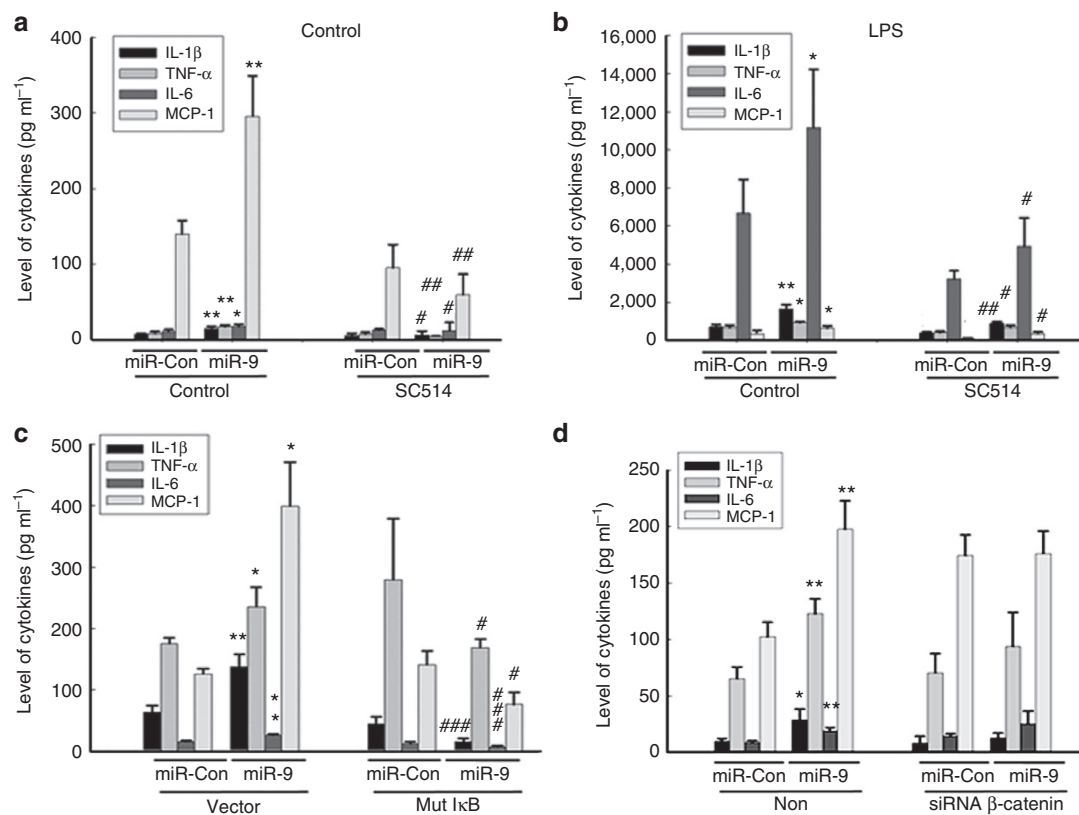 a
Control
Level of cytokines (pg ml⁻¹)
400
300
200
100
0
IL-1β
TNF-α
IL-6
MCP-1
**
**
*
**
#
##
#
##
miR-Con miR-9 miR-Con miR-9
Control SC514
b
LPS
Level of cytokines (pg ml⁻¹)
16,000
14,000
12,000
10,000
8,000
6,000
4,000
2,000
0
IL-1β
TNF-α
IL-6
MCP-1
**
*
*
*
##
#
#
#
miR-Con miR-9 miR-Con miR-9
Control SC514
c
Level of cytokines (pg ml⁻¹)
500
400
300
200
100
0
IL-1β
TNF-α
IL-6
MCP-1
**
*
*
*
*
###
#
#
#
#
#
miR-Con miR-9 miR-Con miR-9
Vector Mut IκB
d
Level of cytokines (pg ml⁻¹)
250
200
150
100
50
0
IL-1β
TNF-α
IL-6
MCP-1
*
**
**
**
miR-Con miR-9 miR-Con miR-9
Non siRNA β-catenin